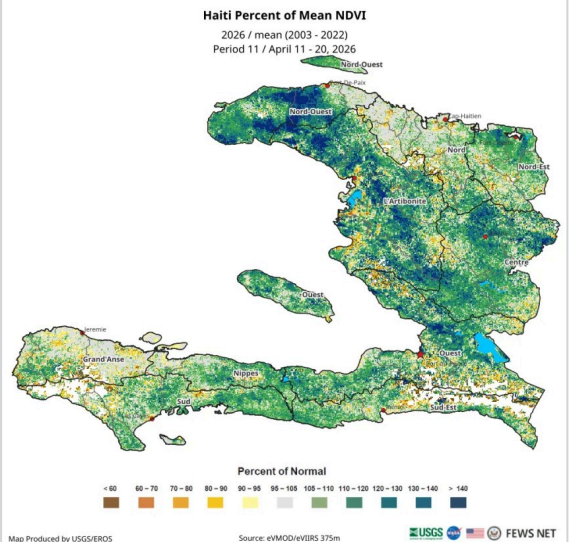 Haiti Percent of Mean NDVI
2026 / mean (2003 - 2022)
Period 11 / April 11 - 20, 2026
Nord-Ouest
De-Paix
Nord-Ouest
Cap-Haitien
Nord
Nord-Est
L'Artibonite
Centre
Ouest
Jeremie
Grand'Anse
Ouest
Nippes
Sud
Sud-Est
Percent of Normal
< 60 60 – 70 70 – 80 80 – 90 90 – 95 95 – 105 105 – 110 110 – 120 120 – 130 130 – 140 > 140
Map Produced by USGS/EROS
Source: eVMOD/eVIIRS 375m
USGS
NASA
FEWS NET